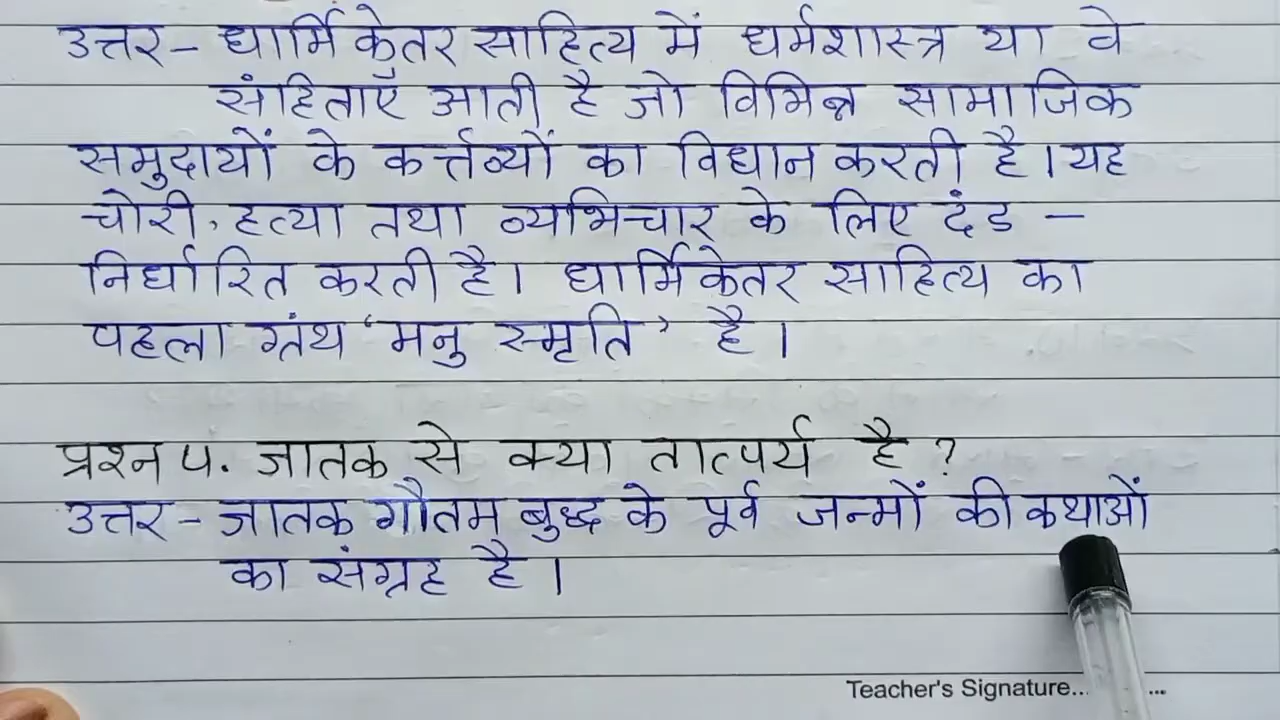 उत्तर- धार्मिकेतर साहित्य में धर्मशास्त्र या वे
संहिताएँ आती है जो विभिन्न सामाजिक
समुदायों के कर्त्तव्यों का विधान करती है। यह
चोरी, हत्या तथा व्यभिचार के लिए दंड -
निर्धारित करती है। धार्मिकेतर साहित्य का
पहला ग्रंथ 'मनु स्मृति' है।
प्रश्न 4. जातक से क्या तात्पर्य है ?
उत्तर- जातक गौतम बुद्ध के पूर्व जन्मों की कथाओं
का संग्रह है।
Teacher's Signature... ...